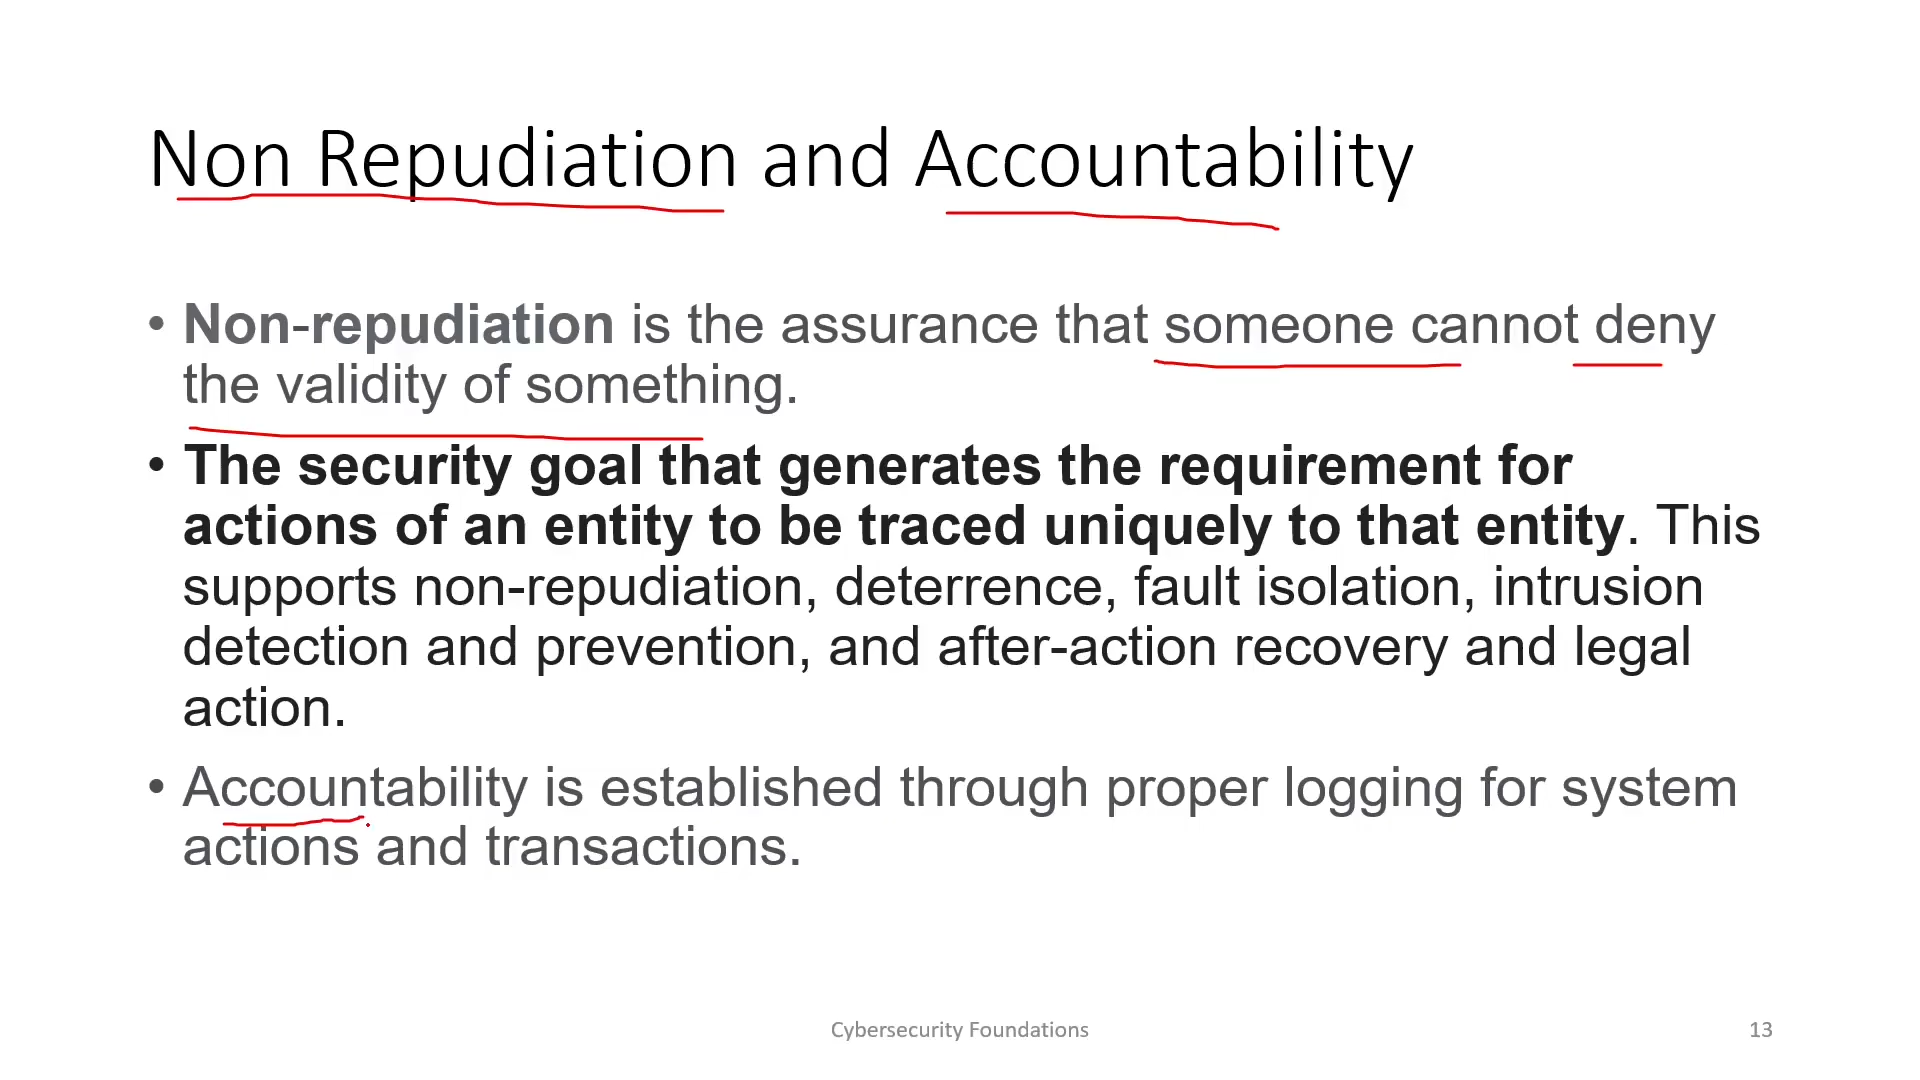 Non Repudiation and Accountability
• Non-repudiation is the assurance that someone cannot deny
the validity of something.
• The security goal that generates the requirement for
actions of an entity to be traced uniquely to that entity. This
supports non-repudiation, deterrence, fault isolation, intrusion
detection and prevention, and after-action recovery and legal
action.
• Accountability is established through proper logging for system
actions and transactions.
Cybersecurity Foundations
13